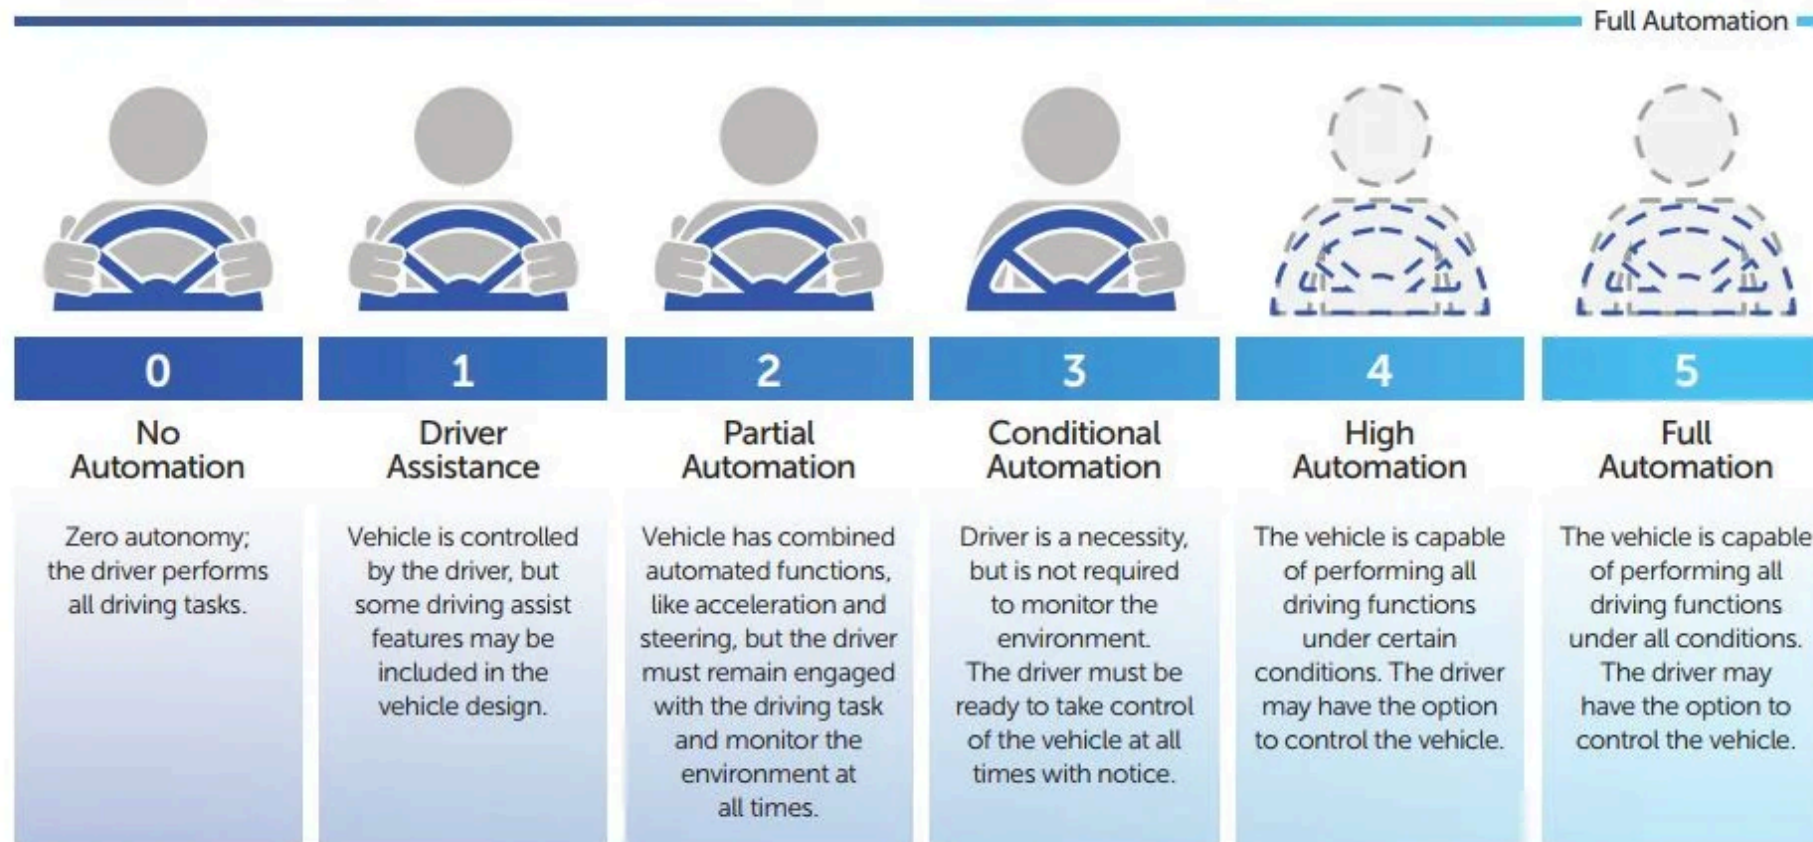 Full Automation
0
No
Automation
Zero autonomy;
the driver performs
all driving tasks.
1
Driver
Assistance
Vehicle is controlled
by the driver, but
some driving assist
features may be
included in the
vehicle design.
2
Partial
Automation
Vehicle has combined
automated functions,
like acceleration and
steering, but the driver
must remain engaged
with the driving task
and monitor the
environment at
all times.
3
Conditional
Automation
Driver is a necessity,
but is not required
to monitor the
environment.
The driver must be
ready to take control
of the vehicle at all
times with notice.
4
High
Automation
The vehicle is capable
of performing all
driving functions
under certain
conditions. The driver
may have the option
to control the vehicle.
5
Full
Automation
The vehicle is capable
of performing all
driving functions
under all conditions.
The driver may
have the option to
control the vehicle.